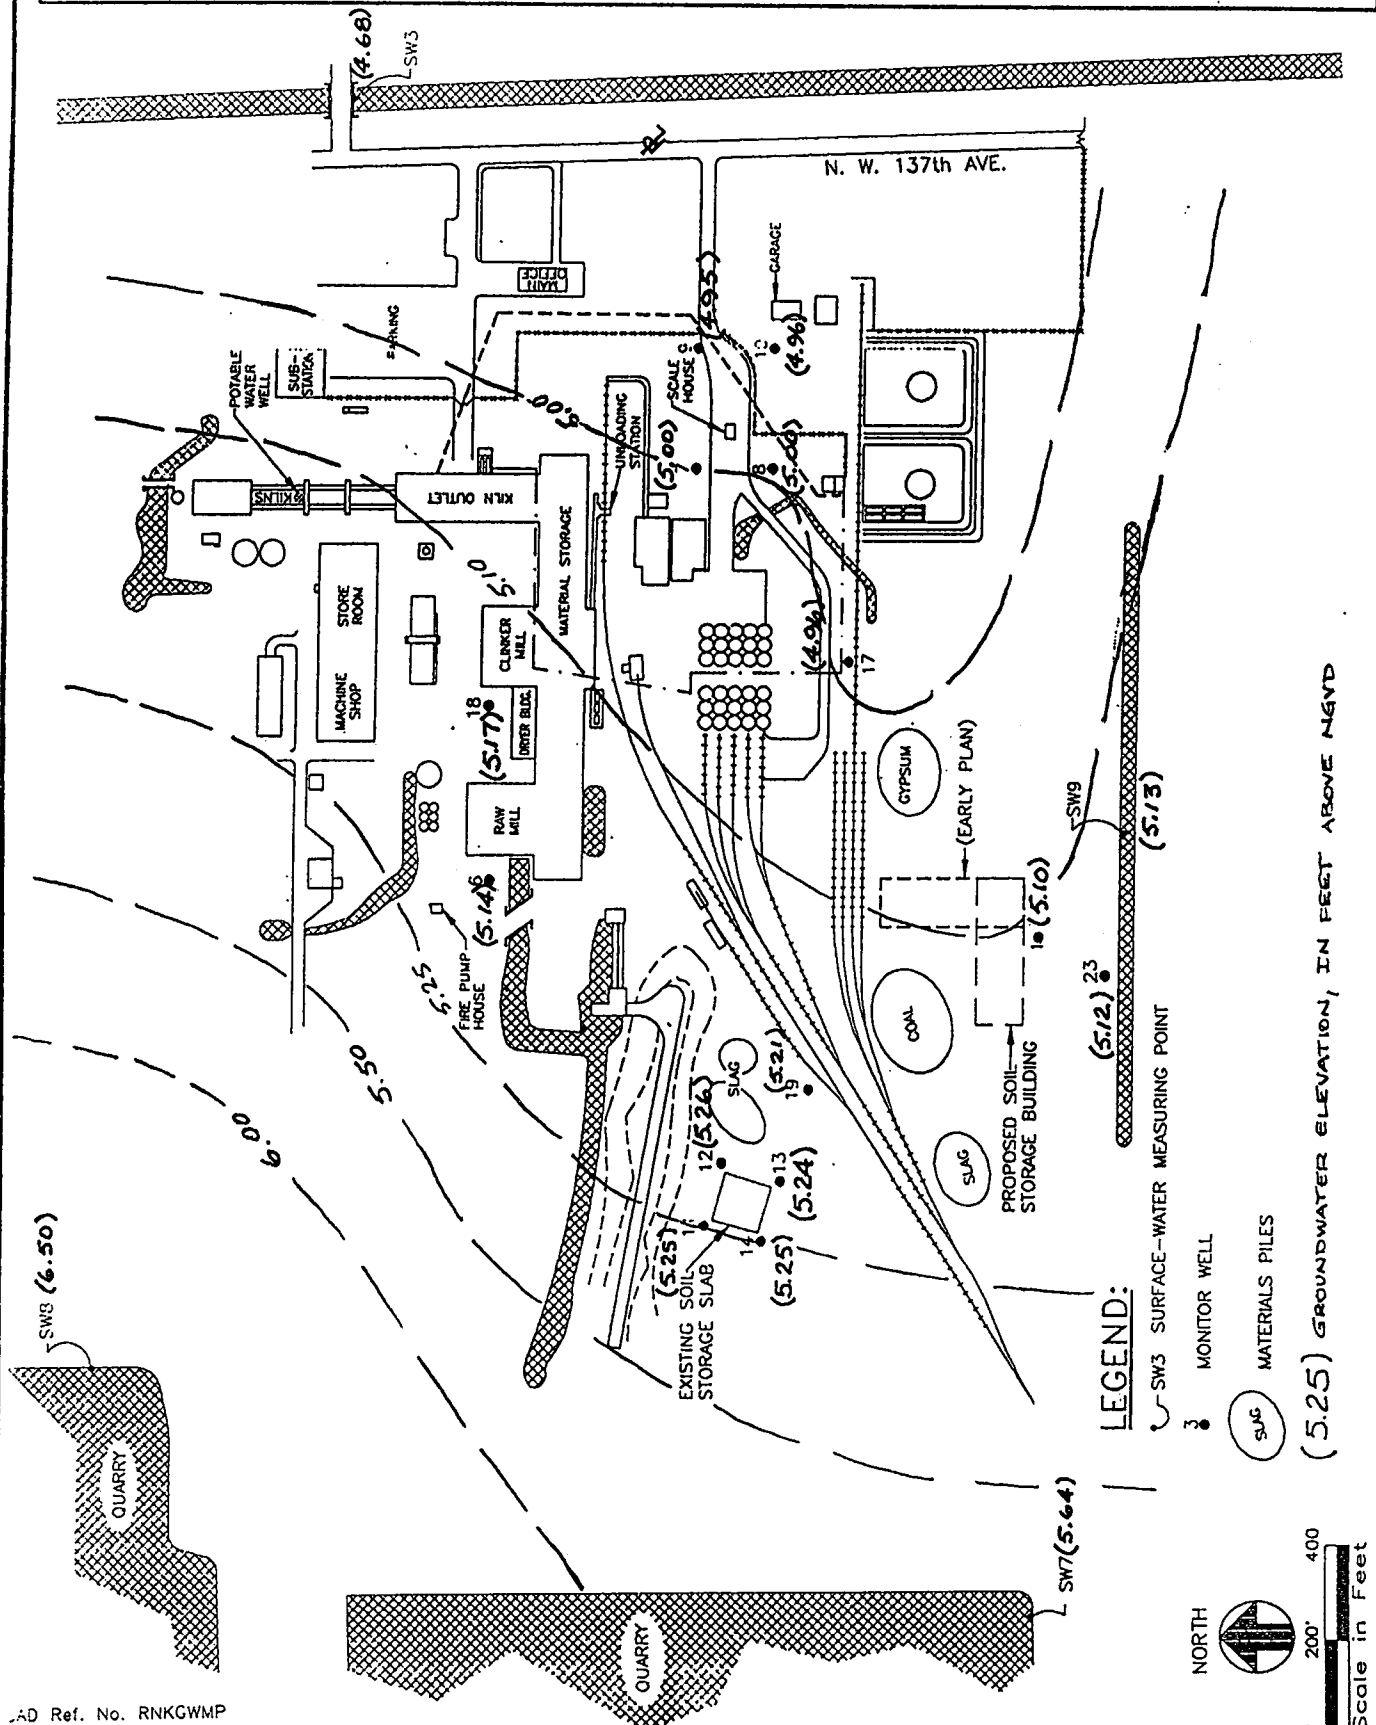 (4.68)
SW3
N. W. 137th AVE.
GARAGE
MAIN
OFFICE
PARKING
POTABLE
WATER
WELL
SUB-
STATION
KILNS
KILN OUTLET
5.00
UNLOADING
STATION
SCALE
HOUSE
(4.95)
(4.96)
(5.00)
8
(5.00)
STORE
ROOM
MACHINE
SHOP
5.10
CLINKER
MILL
MATERIAL STORAGE
DRYER BLDG.
18
(5.17)
RAW
MILL
(4.96)
17
GYPSUM
(EARLY PLAN)
SW9
(5.13)
6
(5.14)
FIRE PUMP
HOUSE
5.25
5.50
6.00
COAL
(5.10)
(5.12)
23
PROPOSED SOIL
STORAGE BUILDING
SLAG
(5.21)
19
12
(5.26)
13
(5.24)
14
(5.25)
(5.25)
EXISTING SOIL
STORAGE SLAB
SLAG
SW8 (6.50)
QUARRY
QUARRY
SW7 (5.64)
LEGEND:
SW3 SURFACE-WATER MEASURING POINT
3 MONITOR WELL
SLAG MATERIALS PILES
(5.25) GROUNDWATER ELEVATION, IN FEET ABOVE NGVD
NORTH
200' 400
Scale in Feet
AD Ref. No. RNKGWMP